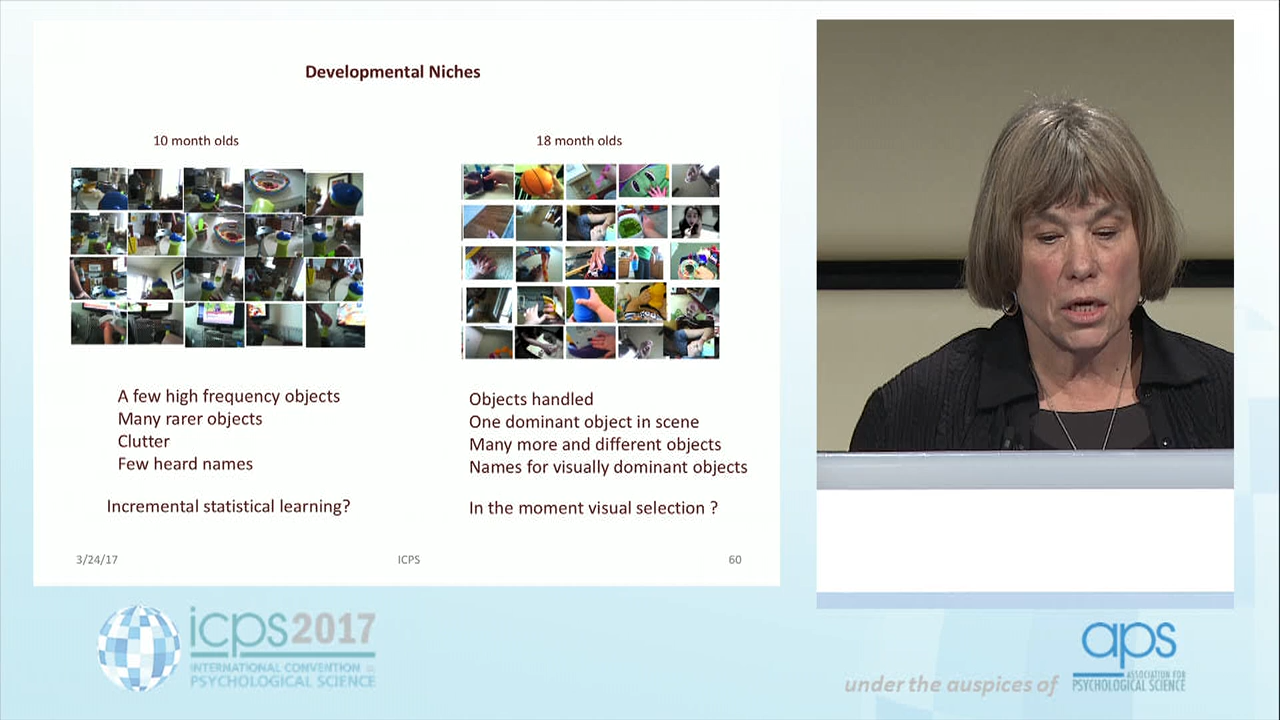 Developmental Niches
10 month olds
18 month olds
A few high frequency objects
Many rarer objects
Clutter
Few heard names
Incremental statistical learning?
Objects handled
One dominant object in scene
Many more and different objects
Names for visually dominant objects
In the moment visual selection ?
3/24/17
ICPS
60
icps2017
INTERNATIONAL CONVENTION OF
PSYCHOLOGICAL SCIENCE
under the auspices of
aps
ASSOCIATION FOR
PSYCHOLOGICAL SCIENCE